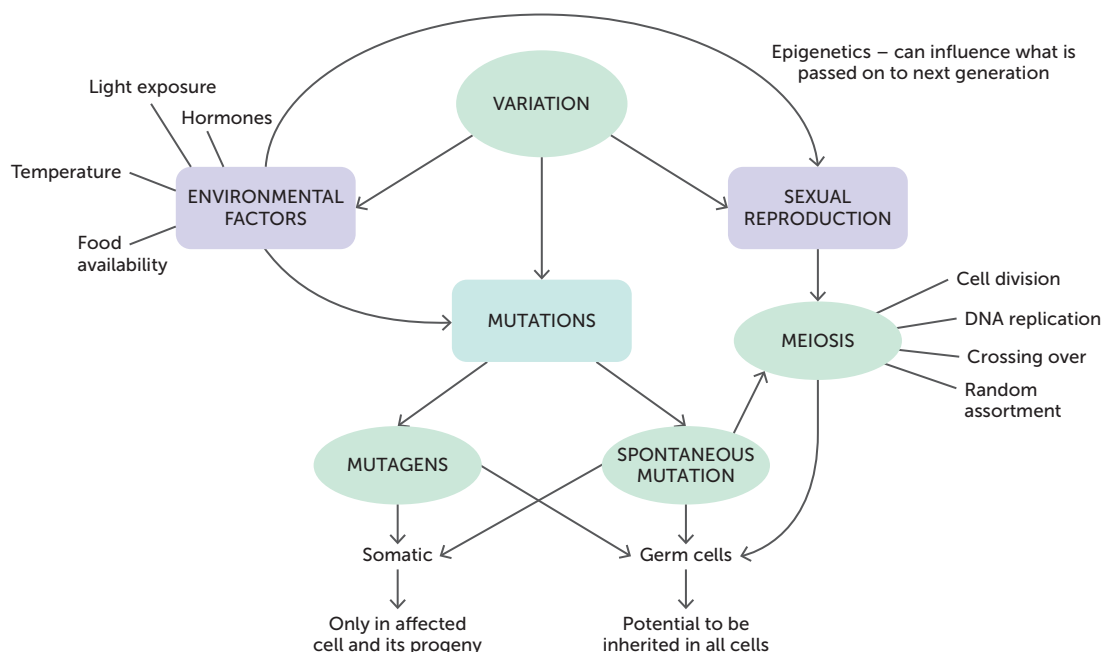 Epigenetics – can influence what is
passed on to next generation
Light exposure
Hormones
Temperature
Food
availability
VARIATION
ENVIRONMENTAL
FACTORS
SEXUAL
REPRODUCTION
MUTATIONS
MEIOSIS
Cell division
DNA replication
Crossing over
Random
assortment
MUTAGENS
SPONTANEOUS
MUTATION
Somatic
Germ cells
Only in affected
cell and its progeny
Potential to be
inherited in all cells